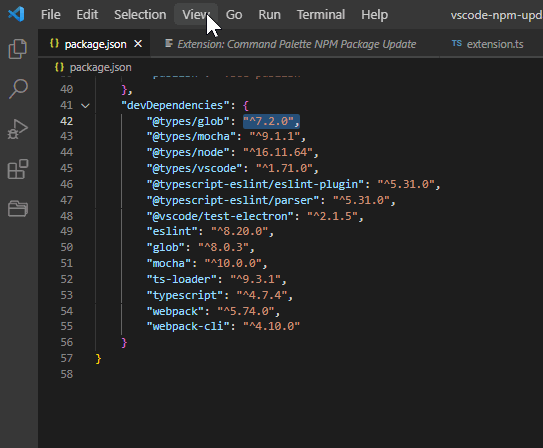 File Edit Selection View Go Run Terminal Help vscode-npm-upd
{} package.json × Extension: Command Palette NPM Package Update TS extension.ts
{} package.json
40 },
41 "devDependencies": {
42 "@types/glob": "^7.2.0",
43 "@types/mocha": "^9.1.1",
44 "@types/node": "^16.11.64",
45 "@types/vscode": "^1.71.0",
46 "@typescript-eslint/eslint-plugin": "^5.31.0",
47 "@typescript-eslint/parser": "^5.31.0",
48 "@vscode/test-electron": "^2.1.5",
49 "eslint": "^8.20.0",
50 "glob": "^8.0.3",
51 "mocha": "^10.0.0",
52 "ts-loader": "^9.3.1",
53 "typescript": "^4.7.4",
54 "webpack": "^5.74.0",
55 "webpack-cli": "^4.10.0"
56 }
57 }
58